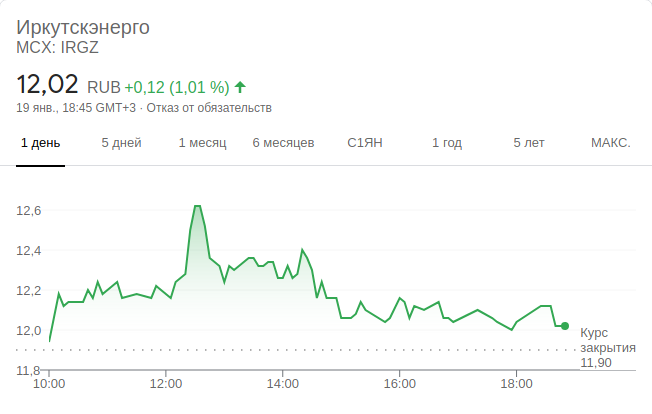 Иркутскэнерго
MCX: IRGZ
12,02 RUB +0,12 (1,01 %)
19 янв., 18:45 GMT+3 · Отказ от обязательств
1 день 5 дней 1 месяц 6 месяцев С1ЯН 1 год 5 лет МАКС.
12,6
12,4
12,2
12,0
Курс
закрытия
11,90
11,8
10:00 12:00 14:00 16:00 18:00